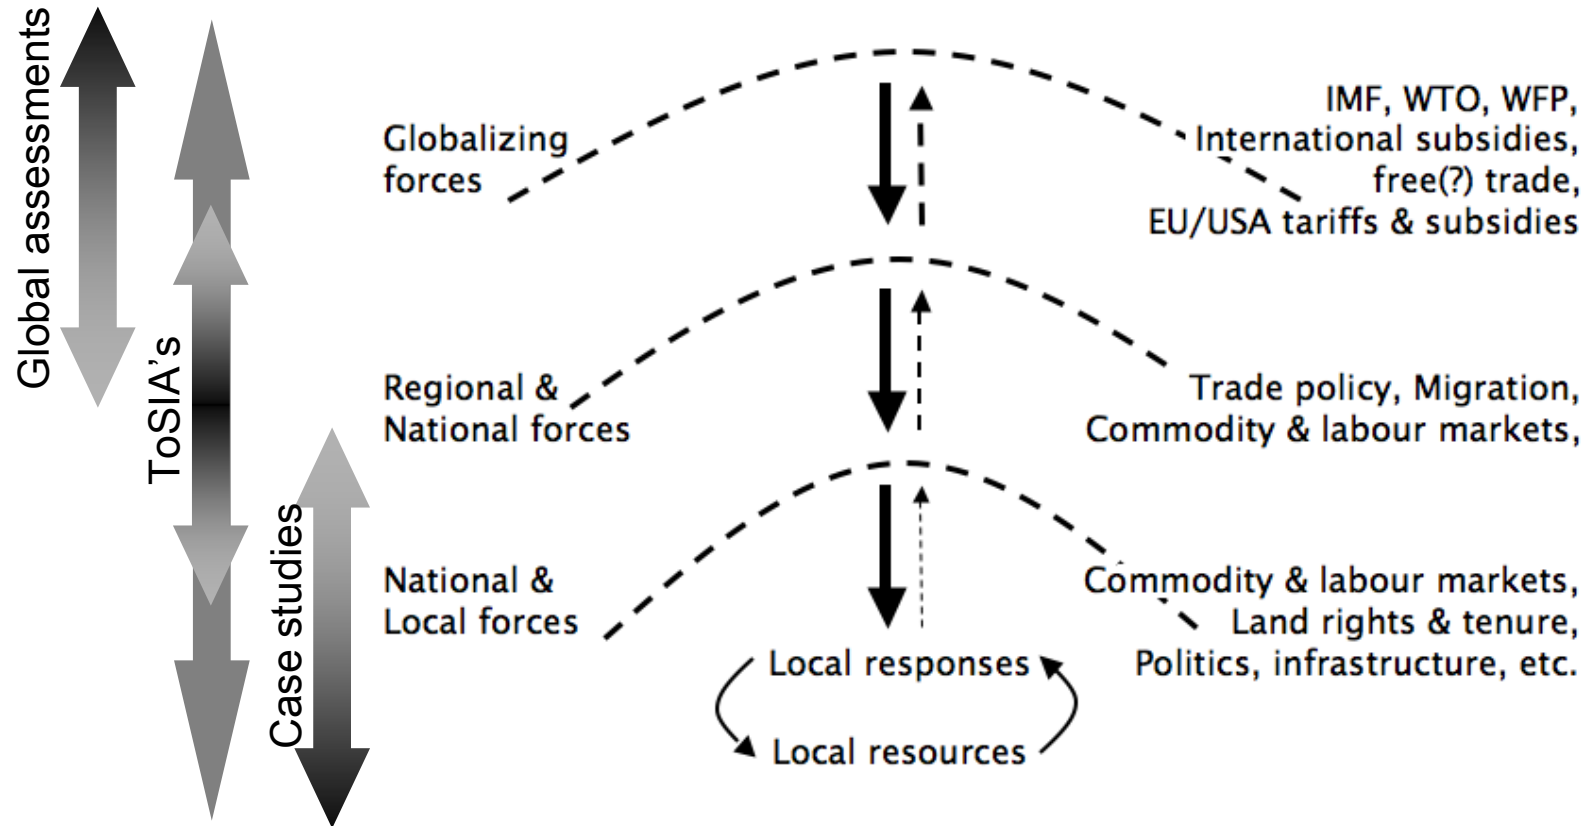 Global assessments
ToSIA's
Case studies
Globalizing
forces
IMF, WTO, WFP,
International subsidies,
free(?) trade,
EU/USA tariffs & subsidies
Regional &
National forces
Trade policy, Migration,
Commodity & labour markets,
National &
Local forces
Commodity & labour markets,
Land rights & tenure,
Politics, infrastructure, etc.
Local responses
Local resources